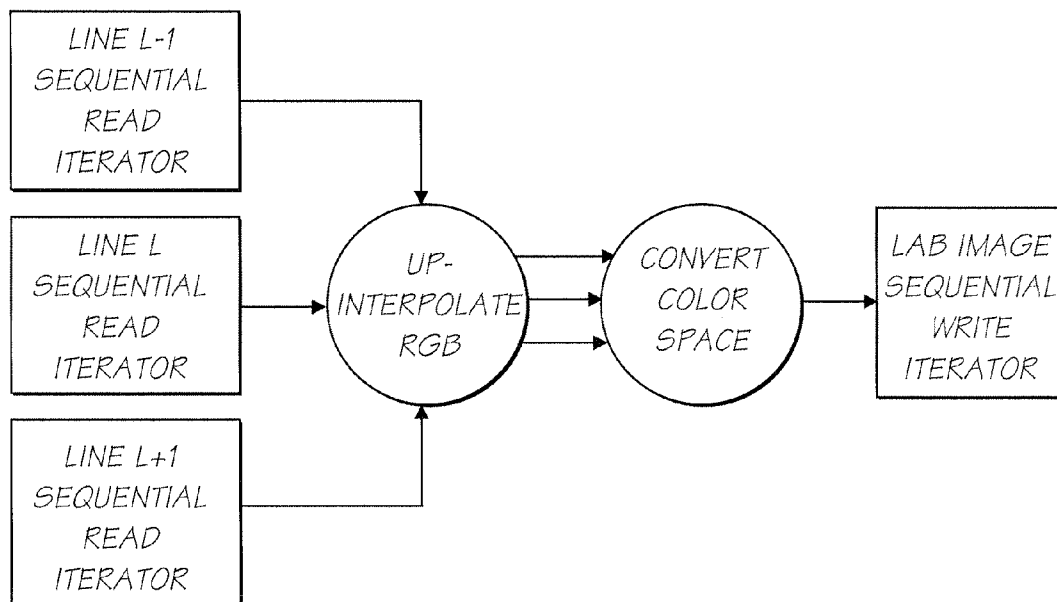 LINE L-1
SEQUENTIAL
READ
ITERATOR
LINE L
SEQUENTIAL
READ
ITERATOR
LINE L+1
SEQUENTIAL
READ
ITERATOR
UP-
INTERPOLATE
RGB
CONVERT
COLOR
SPACE
LAB IMAGE
SEQUENTIAL
WRITE
ITERATOR